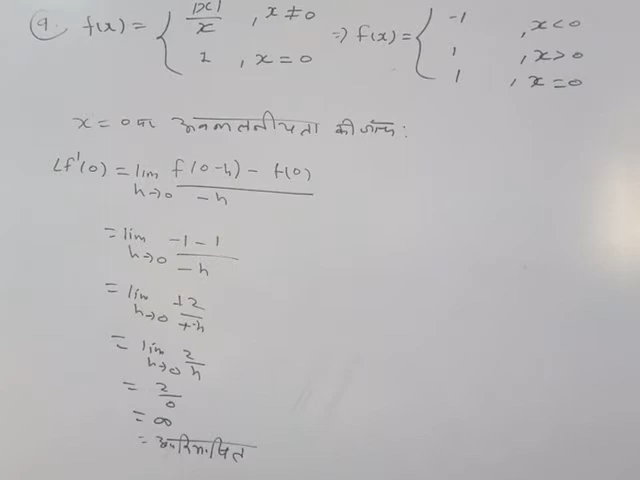 9. f(x) = { |x|/x , x ≠ 0 ⇒ f(x) = { -1 , x < 0
1 , x = 0
1 , x > 0
1 , x = 0
x = 0 पर अवकलनीयता की जाँच :
Lf'(0) = lim h→0 f(0-h) - f(0) / -h
= lim h→0 -1-1 / -h
= lim h→0 +2 / +h
= lim h→0 2/h
= 2/0
= ∞
= अपरिभाषित